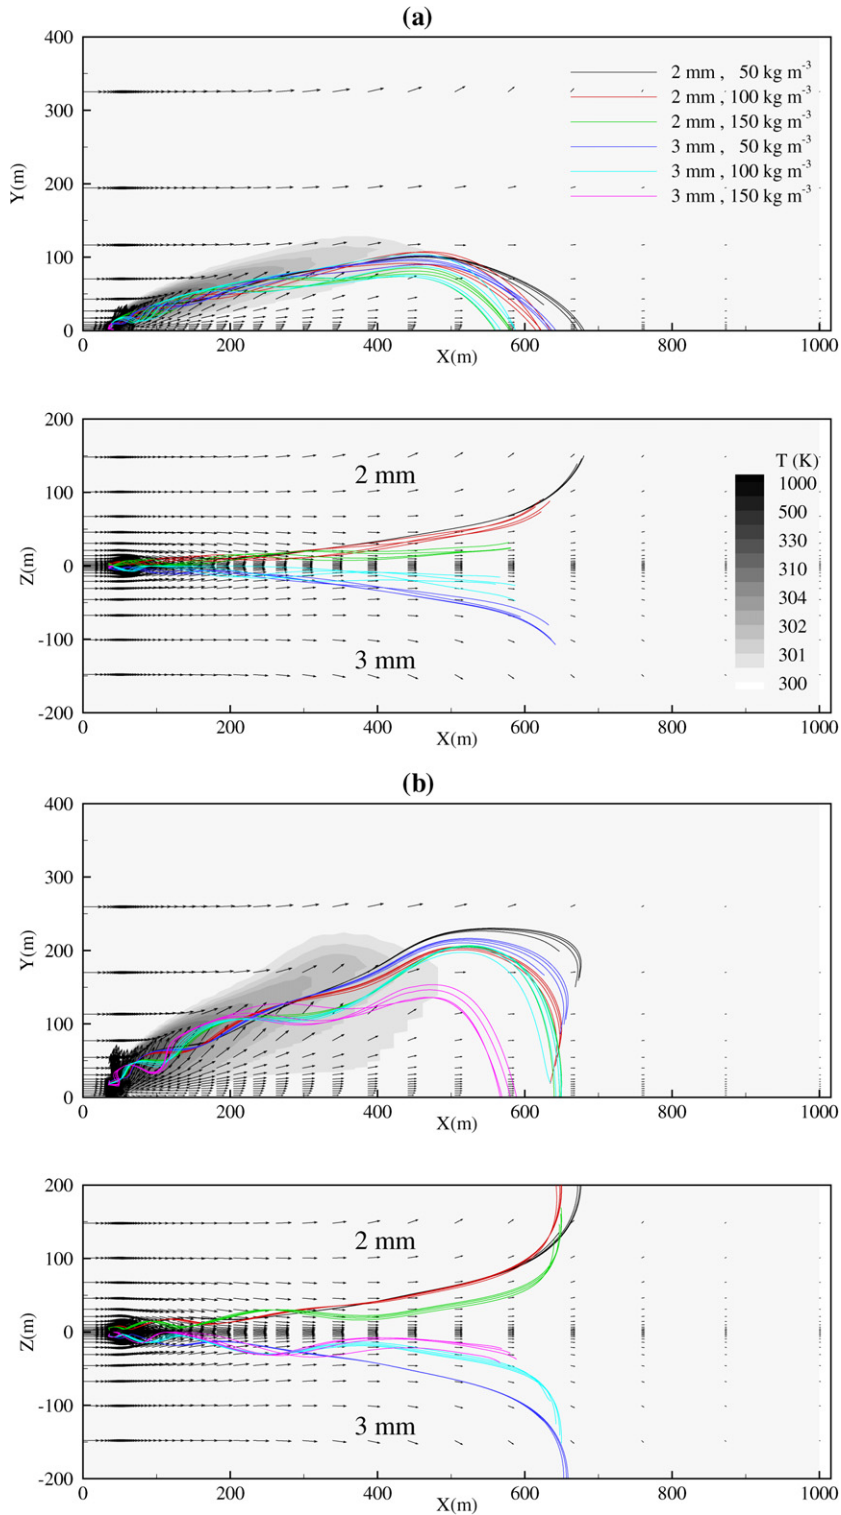 (a)
400
300
200
100
0
Y(m)
2 mm , 50 kg m-3
2 mm , 100 kg m-3
2 mm , 150 kg m-3
3 mm , 50 kg m-3
3 mm , 100 kg m-3
3 mm , 150 kg m-3
0 200 400 600 800 1000
X(m)
200
100
0
-100
-200
Z(m)
2 mm
3 mm
T (K)
1000
500
330
310
304
302
301
300
0 200 400 600 800 1000
X(m)
(b)
400
300
200
100
0
Y(m)
0 200 400 600 800 1000
X(m)
200
100
0
-100
-200
Z(m)
2 mm
3 mm
0 200 400 600 800 1000
X(m)